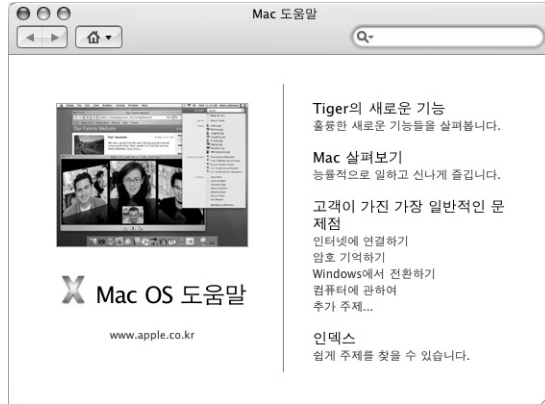 Mac 도움말
Tiger의 새로운 기능
훌륭한 새로운 기능들을 살펴봅니다.
Mac 살펴보기
능률적으로 일하고 신나게 즐깁니다.
고객이 가진 가장 일반적인 문
제점
인터넷에 연결하기
암호 기억하기
Windows에서 전환하기
컴퓨터에 관하여
추가 주제...
인덱스
쉽게 주제를 찾을 수 있습니다.
Our Family Website
X Mac OS 도움말
www.apple.co.kr